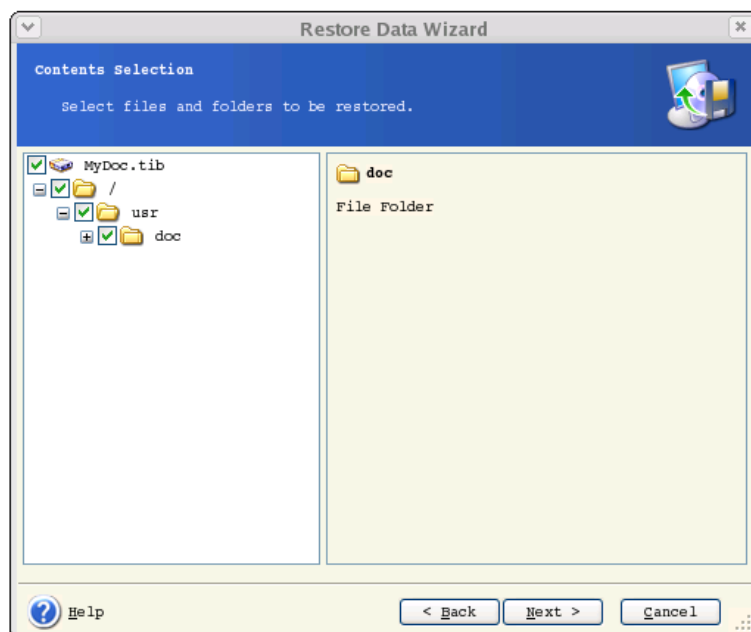 Restore Data Wizard
Contents Selection
Select files and folders to be restored.
MyDoc.tib
/
usr
doc
doc
File Folder
Help
< Back Next > Cancel